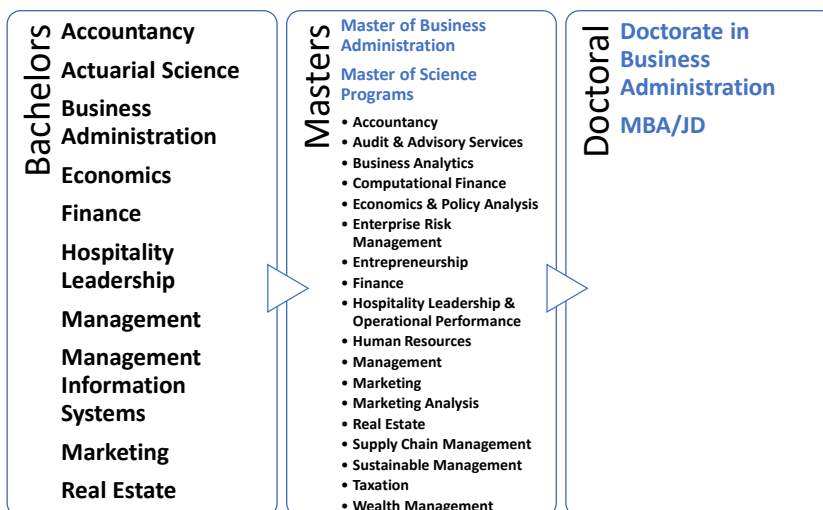 Bachelors
Accountancy
Actuarial Science
Business
Administration
Economics
Finance
Hospitality
Leadership
Management
Management
Information
Systems
Marketing
Real Estate
Masters
Master of Business
Administration
Master of Science
Programs
• Accountancy
• Audit & Advisory Services
• Business Analytics
• Computational Finance
• Economics & Policy Analysis
• Enterprise Risk
Management
• Entrepreneurship
• Finance
• Hospitality Leadership &
Operational Performance
• Human Resources
• Management
• Marketing
• Marketing Analysis
• Real Estate
• Supply Chain Management
• Sustainable Management
• Taxation
• Wealth Management
Doctoral
Doctorate in
Business
Administration
MBA/JD